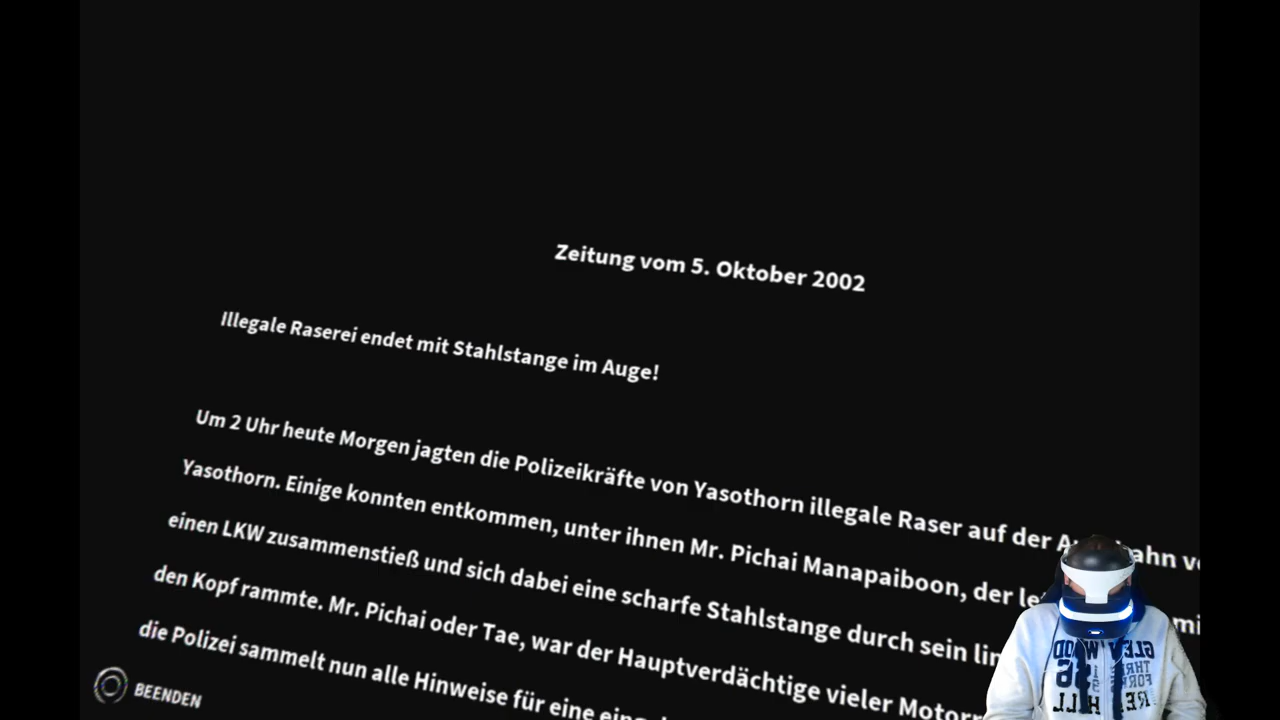 Zeitung vom 5. Oktober 2002
Illegale Raserei endet mit Stahlstange im Auge!
Um 2 Uhr heute Morgen jagten die Polizeikräfte von Yasothorn illegale Raser auf der
Yasothorn. Einige konnten entkommen, unter ihnen Mr. Pichai Manapaiboon, der
einen LKW zusammenstieß und sich dabei eine scharfe Stahlstange durch sein
den Kopf rammte. Mr. Pichai oder Tae, war der Hauptverdächtige vieler
die Polizei sammelt nun alle Hinweise für eine
BEENDEN